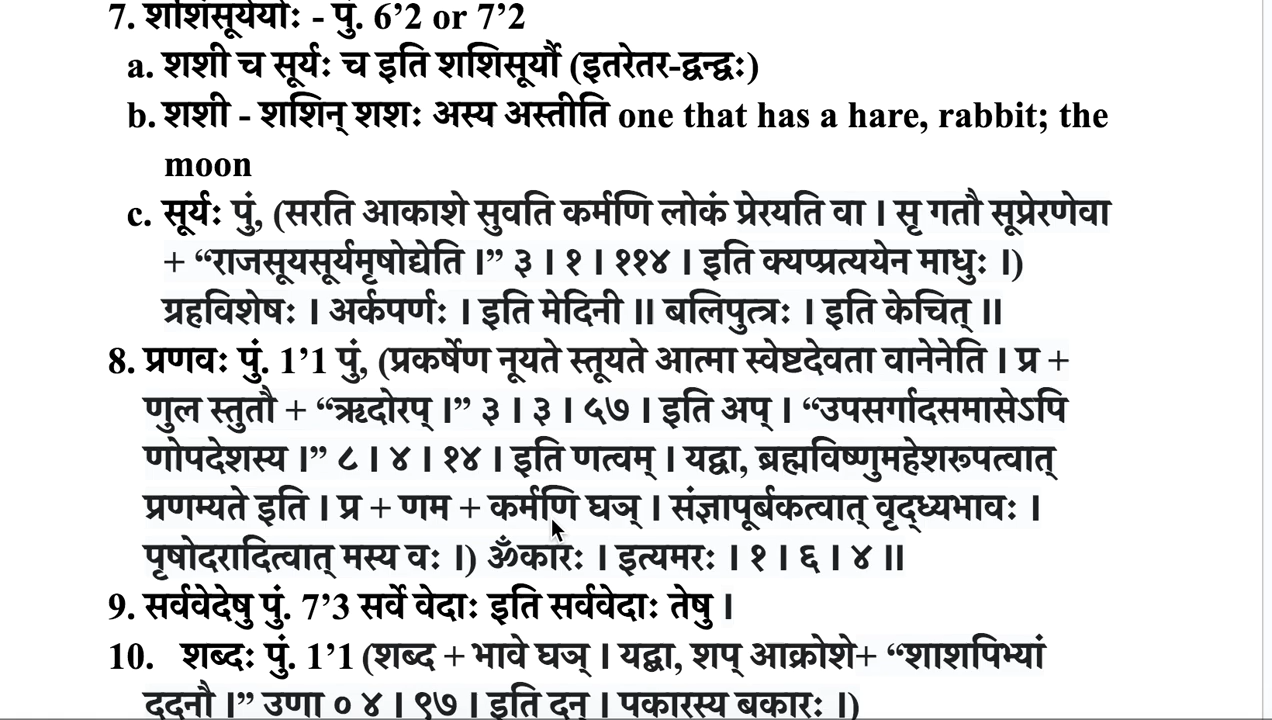 7. शशिसूर्ययोः - पुं. 6’2 or 7’2
a. शशी च सूर्यः च इति शशिसूर्यौ (इतरेतर-द्वन्द्वः)
b. शशी - शशिन् शशः अस्य अस्तीति one that has a hare, rabbit; the
moon
c. सूर्यः पुं, (सरति आकाशे सुवति कर्मणि लोकं प्रेरयति वा । सृ गतौ सूप्रेरणेवा
+ “राजसूयसूर्यमृषोद्येति ।” ३ । १ । ११४ । इति क्यप्प्रत्ययेन माधुः ।)
ग्रहविशेषः । अर्कपर्णः । इति मेदिनी ॥ बलिपुत्त्रः । इति केचित् ॥
8. प्रणवः पुं. 1’1 पुं, (प्रकर्षेण नूयते स्तूयते आत्मा स्वेष्टदेवता वानेनेति । प्र +
णुल स्तुतौ + “ऋदोरप् ।” ३ । ३ । ५७ । इति अप् । “उपसर्गादसमासेऽपि
णोपदेशस्य ।” ८ । ४ । १४ । इति णत्वम् । यद्वा, ब्रह्मविष्णुमहेशरूपत्वात्
प्रणम्यते इति । प्र + णम + कर्मणि घञ् । संज्ञापूर्बकत्वात् वृद्ध्यभावः ।
पृषोदरादित्वात् मस्य वः ।) ॐकारः । इत्यमरः । १ । ६ । ४ ॥
9. सर्ववेदेषु पुं. 7’3 सर्वे वेदाः इति सर्ववेदाः तेषु ।
10. शब्दः पुं. 1’1 (शब्द + भावे घञ् । यद्वा, शप् आक्रोशे+ “शाशपिभ्यां
ददनौ ।” उणा ० ४ । ९७ । इति दन् । पकारस्य बकारः ।)